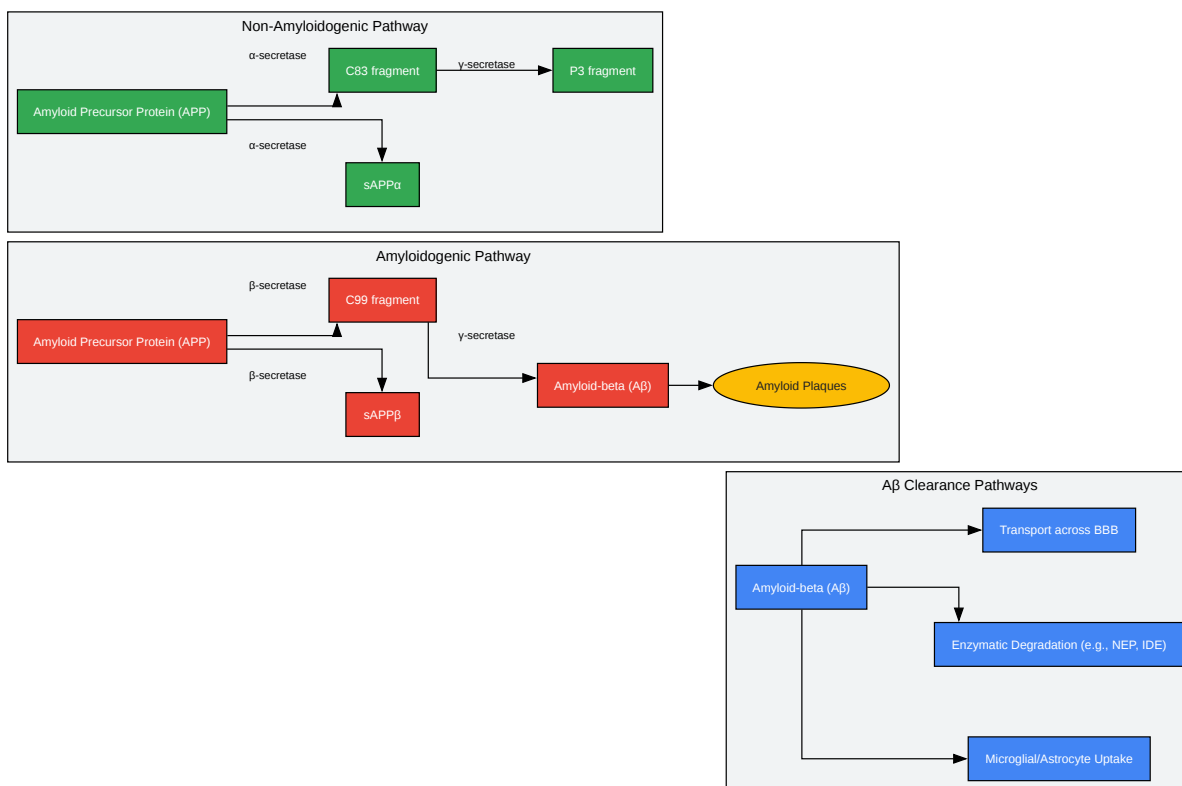 Non-Amyloidogenic Pathway
α-secretase
C83 fragment
γ-secretase
P3 fragment
Amyloid Precursor Protein (APP)
α-secretase
sAPPα
Amyloidogenic Pathway
β-secretase
C99 fragment
Amyloid Precursor Protein (APP)
γ-secretase
β-secretase
Amyloid-beta (Aβ)
Amyloid Plaques
sAPPβ
Aβ Clearance Pathways
Transport across BBB
Amyloid-beta (Aβ)
Enzymatic Degradation (e.g., NEP, IDE)
Microglial/Astrocyte Uptake